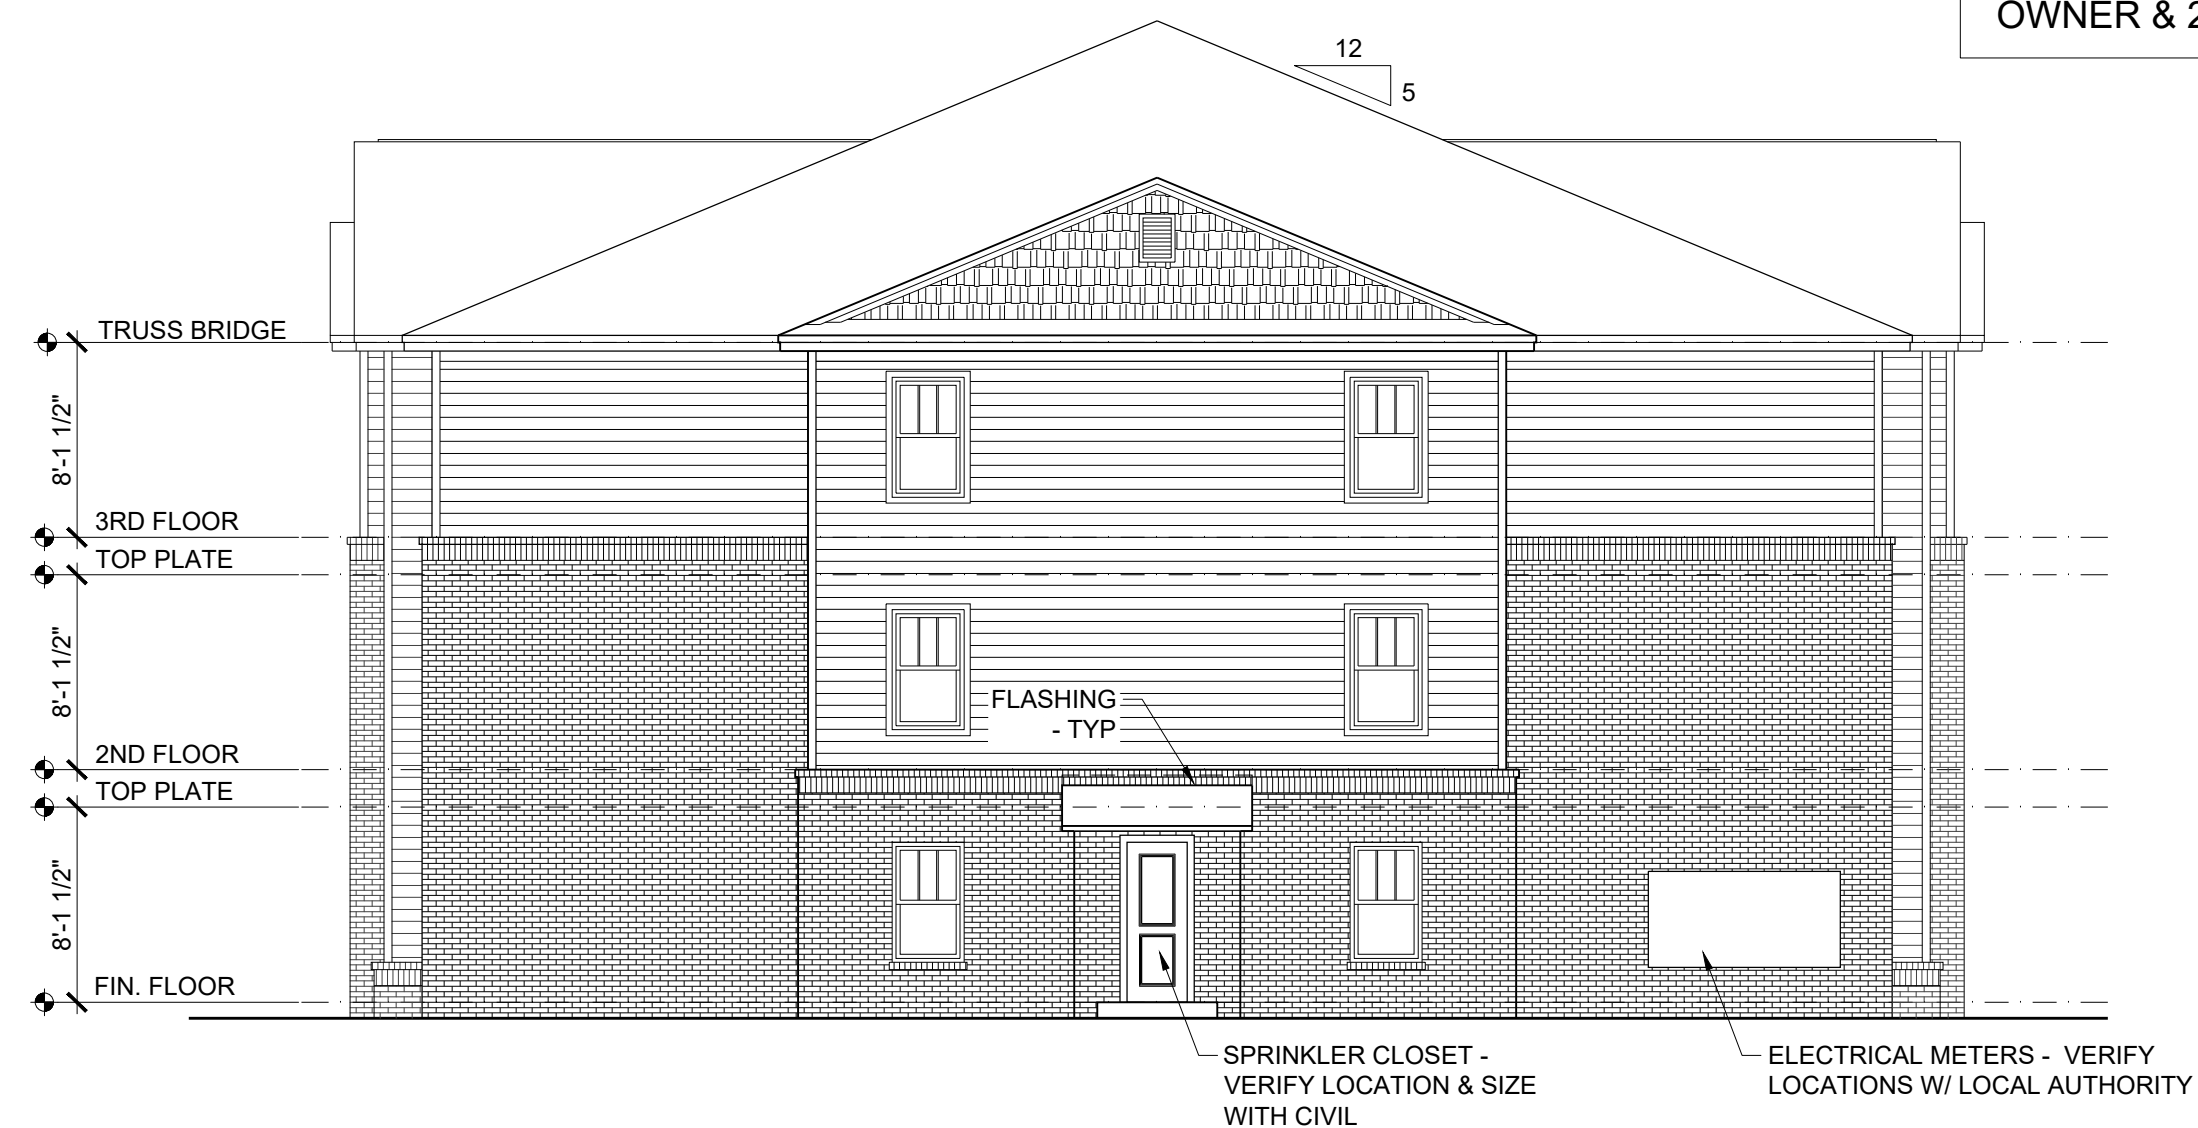 OWNER & 2
12
5
TRUSS BRIDGE
8'-1 1/2"
3RD FLOOR
TOP PLATE
8'-1 1/2"
FLASHING
- TYP
2ND FLOOR
TOP PLATE
8'-1 1/2"
FIN. FLOOR
SPRINKLER CLOSET -
VERIFY LOCATION & SIZE
WITH CIVIL
ELECTRICAL METERS - VERIFY
LOCATIONS W/ LOCAL AUTHORITY